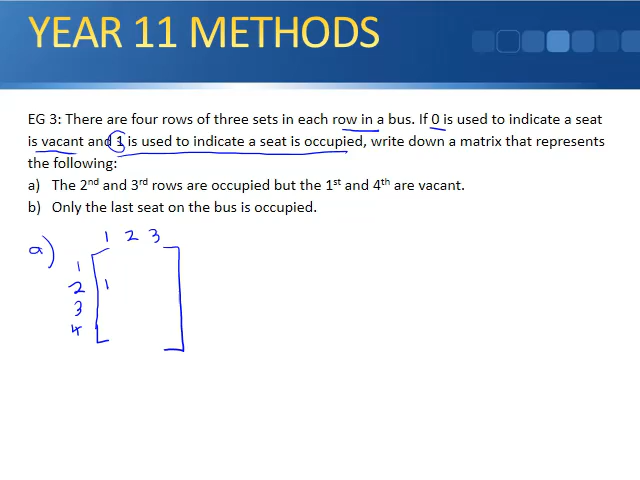 YEAR 11 METHODS
EG 3: There are four rows of three sets in each row in a bus. If 0 is used to indicate a seat
is vacant and 1 is used to indicate a seat is occupied, write down a matrix that represents
the following:
a) The 2nd and 3rd rows are occupied but the 1st and 4th are vacant.
b) Only the last seat on the bus is occupied.
a) 1 2 3
1
2 1
3
4